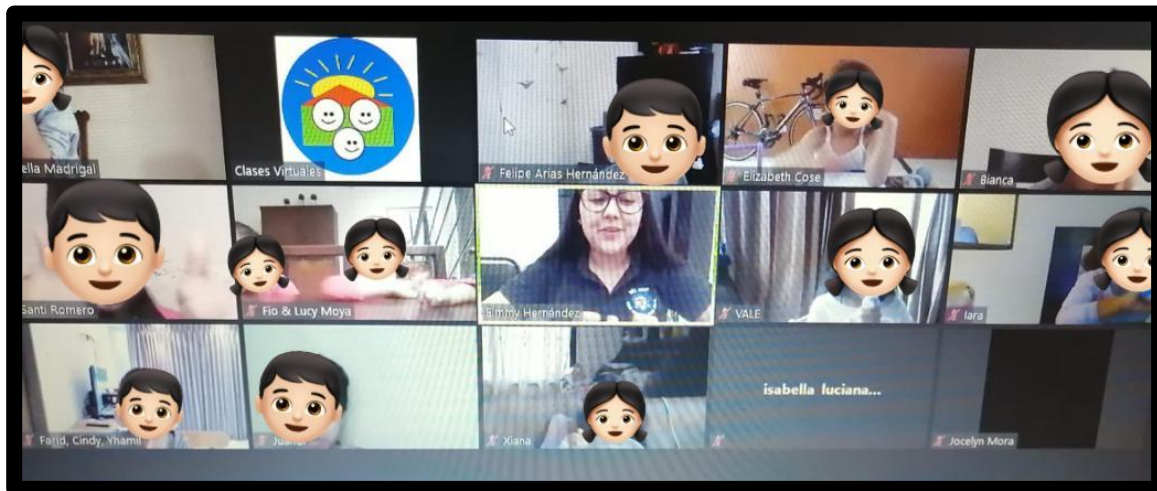 ella Madrigal
Clases Virtuales
Felipe Arias Hernández
Elizabeth Cose
Bianca
Santi Romero
Fio & Lucy Moya
Simmy Hernández
VALE
Iara
Farid, Cindy, Yhamil
Xiana
isabella luciana...
Jocelyn Mora